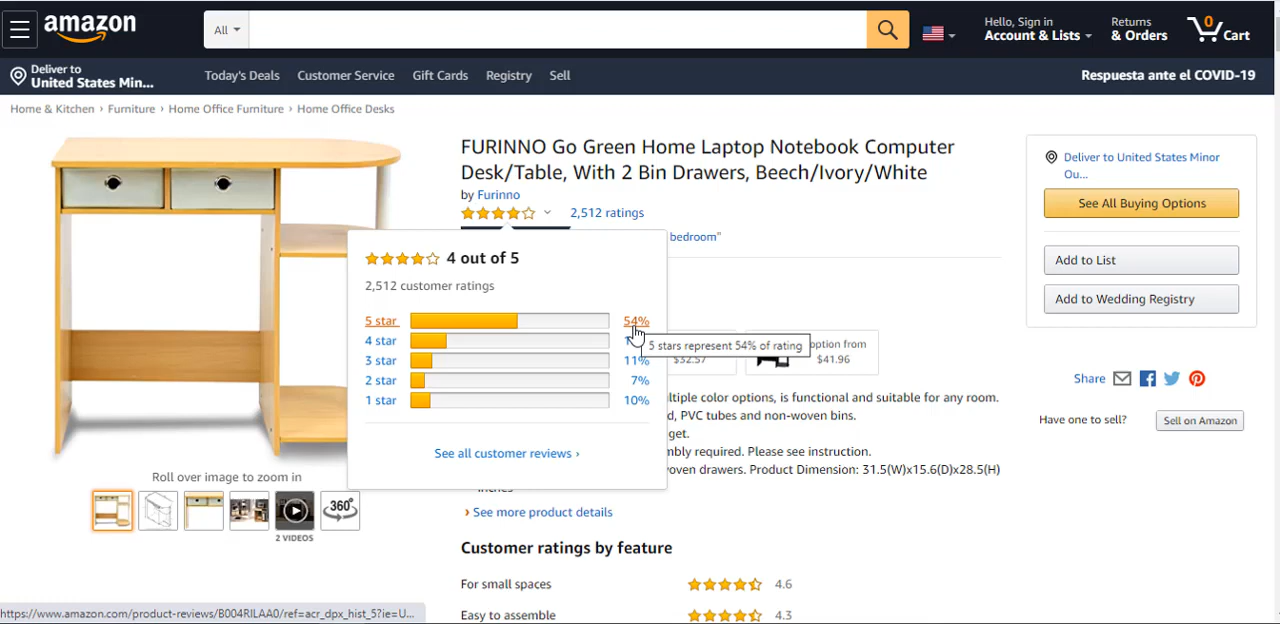 amazon
All
Hello, Sign in
Account & Lists
Returns
& Orders
0
Cart
Deliver to
United States Min...
Today's Deals
Customer Service
Gift Cards
Registry
Sell
Respuesta ante el COVID-19
Home & Kitchen › Furniture › Home Office Furniture › Home Office Desks
FURINNO Go Green Home Laptop Notebook Computer
Desk/Table, With 2 Bin Drawers, Beech/Ivory/White
by Furinno
2,512 ratings
bedroom"
4 out of 5
2,512 customer ratings
5 star 54%
4 star
3 star 11%
2 star 7%
1 star 10%
See all customer reviews ›
5 stars represent 54% of rating
$32.57
option from
$41.96
ltiple color options, is functional and suitable for any room.
d, PVC tubes and non-woven bins.
get.
mbly required. Please see instruction.
woven drawers. Product Dimension: 31.5(W)x15.6(D)x28.5(H)
inches
› See more product details
Customer ratings by feature
For small spaces 4.6
Easy to assemble 4.3
Roll over image to zoom in
360°
2 VIDEOS
Deliver to United States Minor
Ou...
See All Buying Options
Add to List
Add to Wedding Registry
Share
Have one to sell?
Sell on Amazon
https://www.amazon.com/product-reviews/B004RILAA0/ref=acr_dpx_hist_5?ie=U...